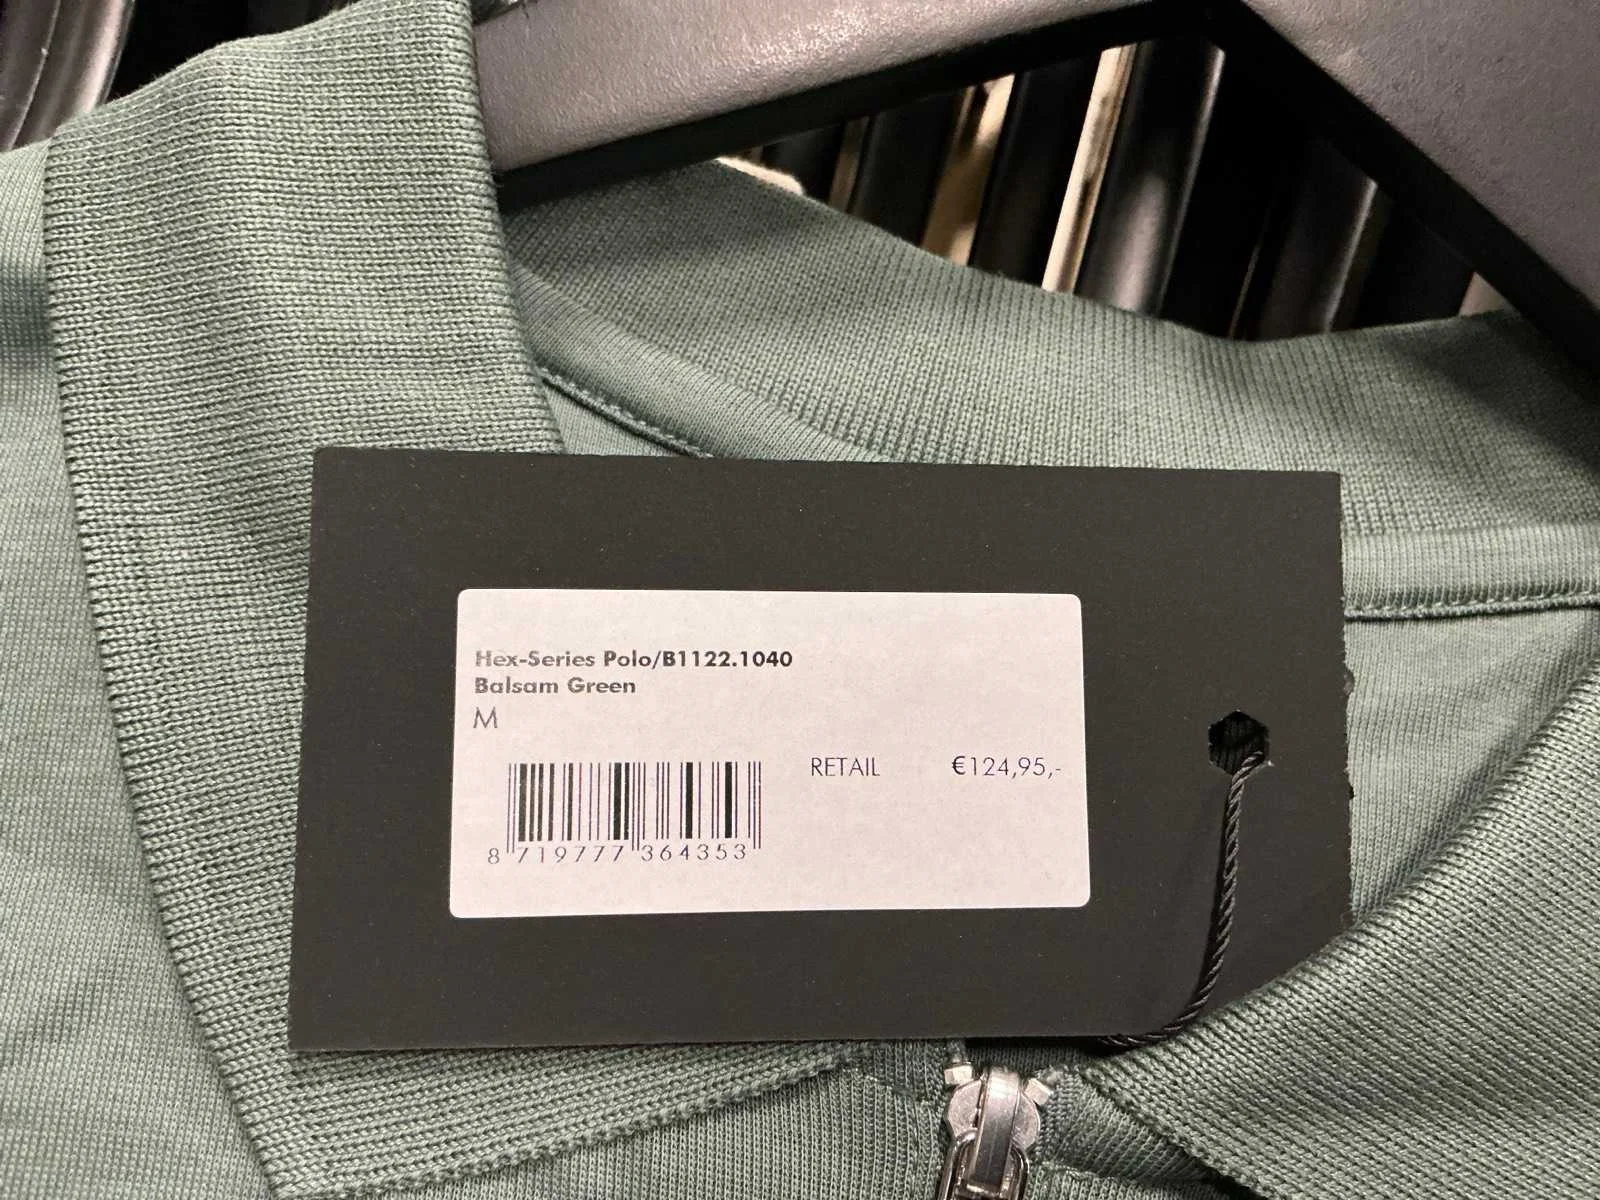 Hex-Series Polo/B1122.1040
Balsam Green
M
RETAIL €124,95,-
8 719777 364353